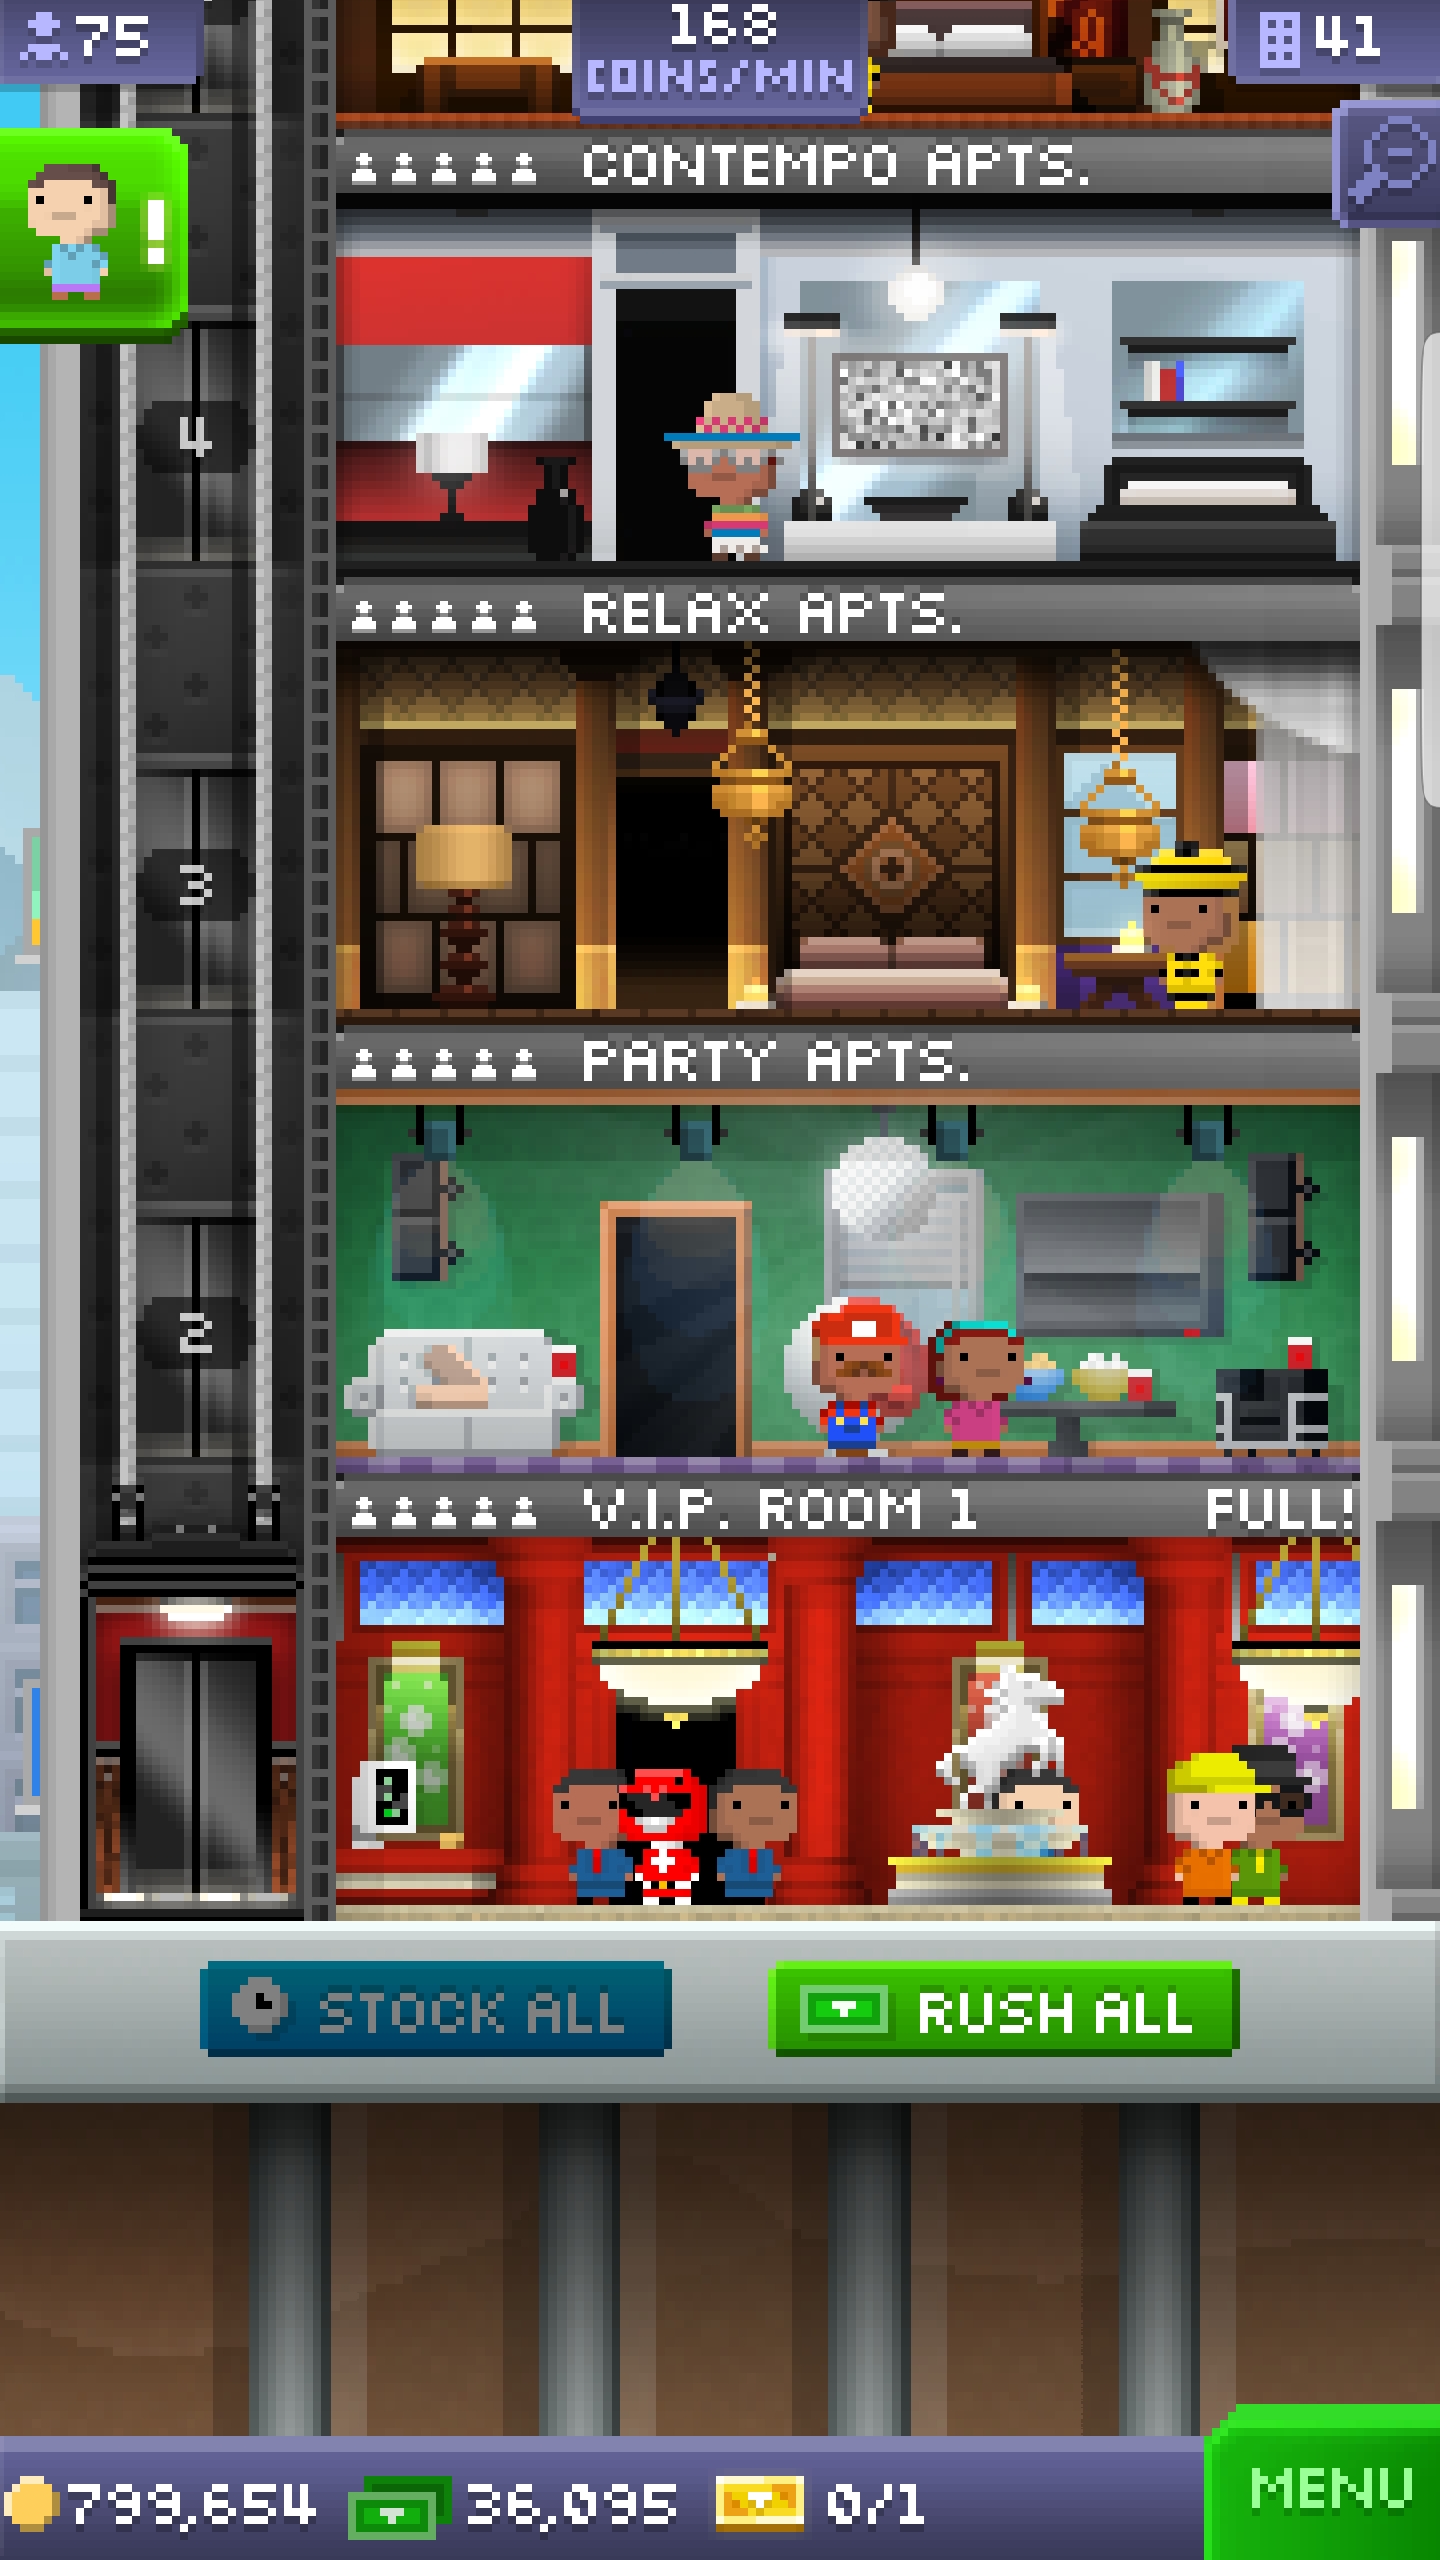 75
168
COINS/MIN
41
!
CONTEMPO APTS.
4
RELAX APTS.
3
PARTY APTS.
2
V.I.P. ROOM 1 FULL!
STOCK ALL
RUSH ALL
799,654
36,095
0/1
MENU